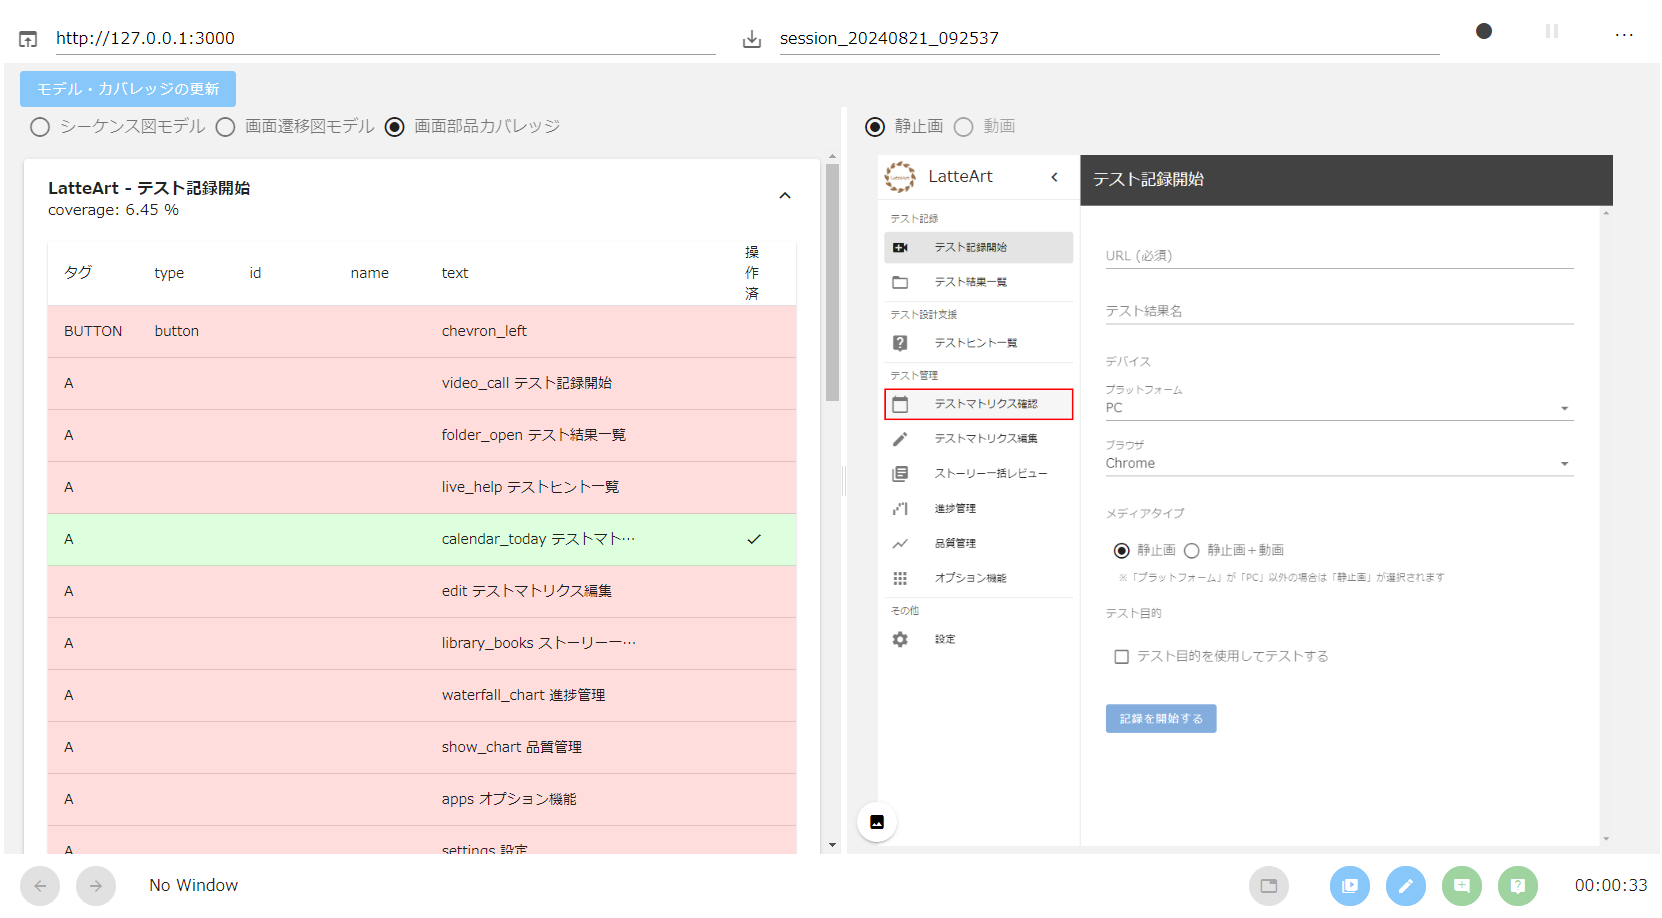 http://127.0.0.1:3000
session_20240821_092537
...
モデル・カバレッジの更新
シーケンス図モデル 画面遷移図モデル 画面部品カバレッジ
LatteArt - テスト記録開始
coverage: 6.45 %
タグ type id name text 操作済
BUTTON button chevron_left
A video_call テスト記録開始
A folder_open テスト結果一覧
A live_help テストヒント一覧
A calendar_today テストマト…
A edit テストマトリクス編集
A library_books ストーリー一…
A waterfall_chart 進捗管理
A show_chart 品質管理
A apps オプション機能
A settings 設定
静止画 動画
LatteArt
テスト記録
テスト記録開始
テスト結果一覧
テスト設計支援
テストヒント一覧
テスト管理
テストマトリクス確認
テストマトリクス編集
ストーリー一括レビュー
進捗管理
品質管理
オプション機能
その他
設定
テスト記録開始
URL (必須)
テスト結果名
デバイス
プラットフォーム
PC
ブラウザ
Chrome
メディアタイプ
静止画 静止画＋動画
※「プラットフォーム」が「PC」以外の場合は「静止画」が選択されます
テスト目的
テスト目的を使用してテストする
記録を開始する
No Window
00:00:33